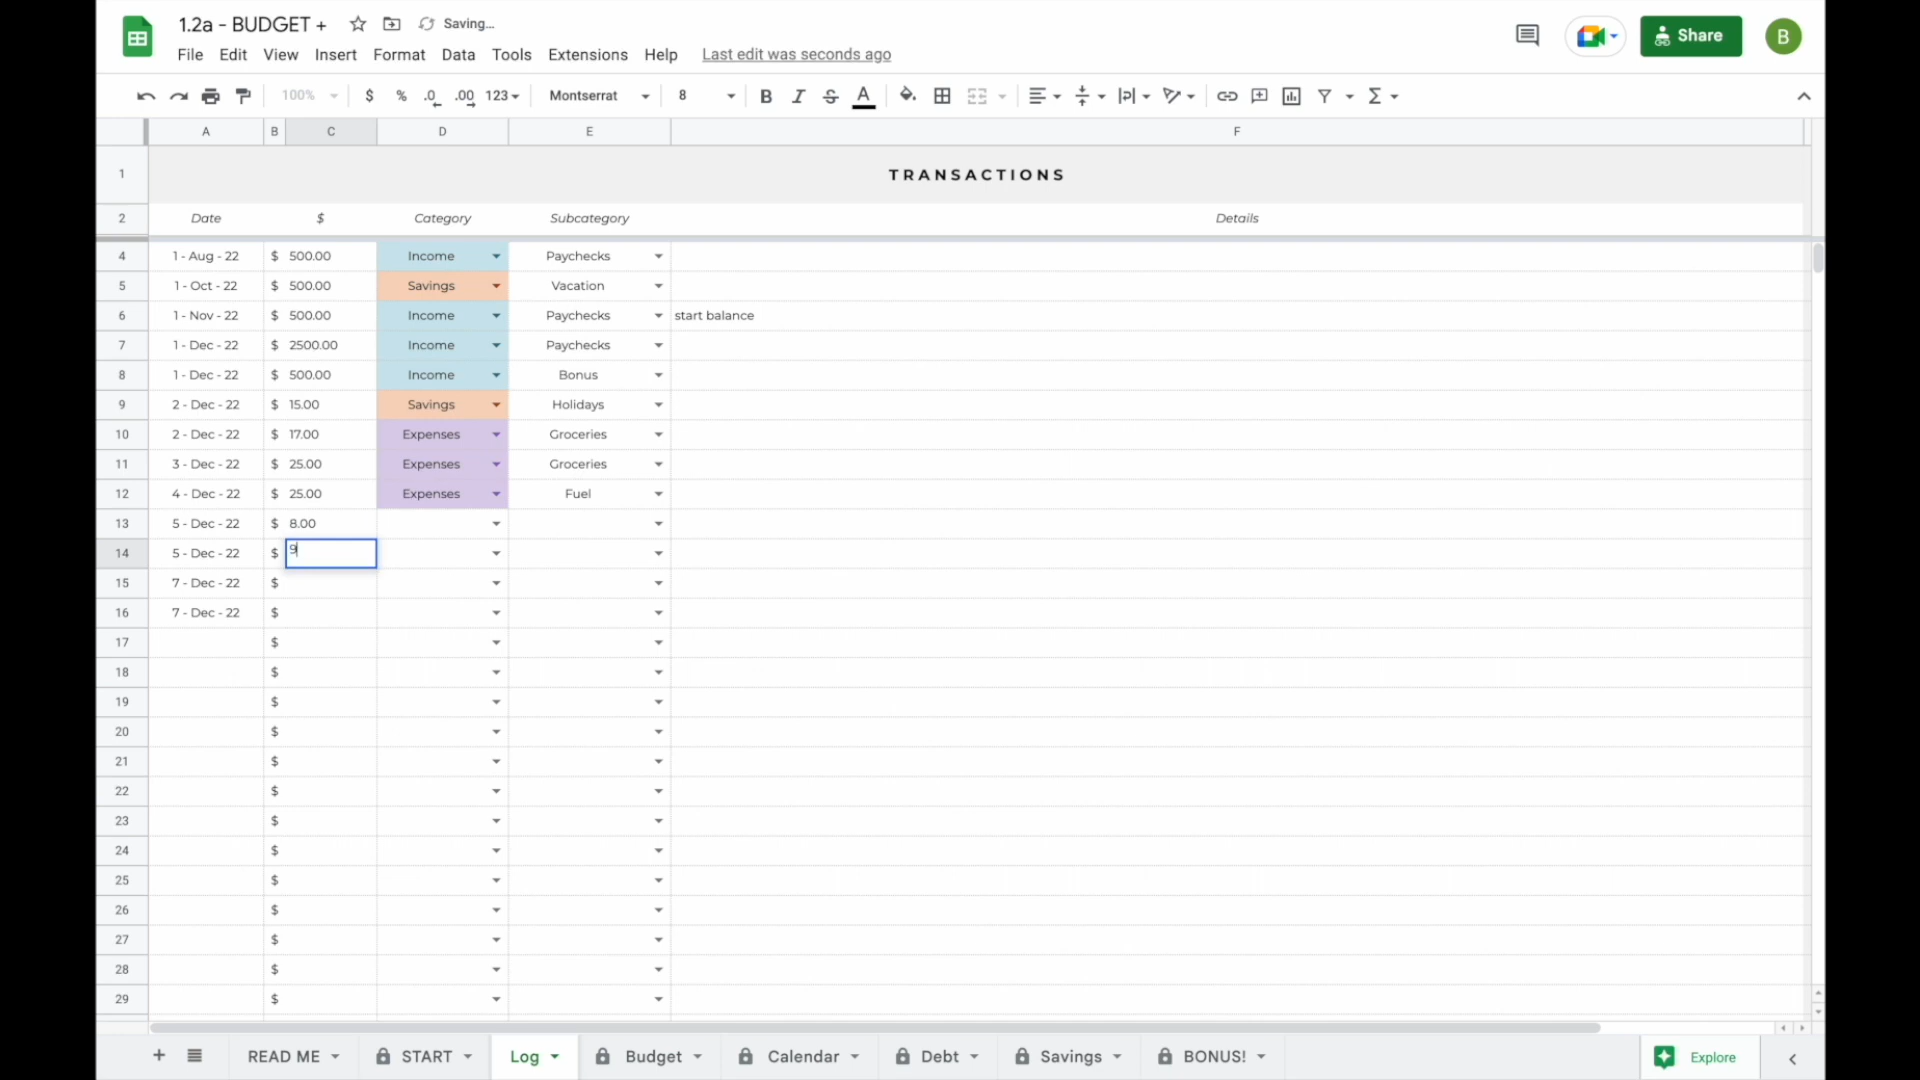 1.2a - BUDGET + Saving...
File Edit View Insert Format Data Tools Extensions Help Last edit was seconds ago
Share
B
100% $ % .0 .00 123 Montserrat 8 B I S A
A B C D E F
1 TRANSACTIONS
2 Date $ Category Subcategory Details
4 1 - Aug - 22 $ 500.00 Income Paychecks
5 1 - Oct - 22 $ 500.00 Savings Vacation
6 1 - Nov - 22 $ 500.00 Income Paychecks start balance
7 1 - Dec - 22 $ 2500.00 Income Paychecks
8 1 - Dec - 22 $ 500.00 Income Bonus
9 2 - Dec - 22 $ 15.00 Savings Holidays
10 2 - Dec - 22 $ 17.00 Expenses Groceries
11 3 - Dec - 22 $ 25.00 Expenses Groceries
12 4 - Dec - 22 $ 25.00 Expenses Fuel
13 5 - Dec - 22 $ 8.00
14 5 - Dec - 22 $ 9
15 7 - Dec - 22 $
16 7 - Dec - 22 $
17 $
18 $
19 $
20 $
21 $
22 $
23 $
24 $
25 $
26 $
27 $
28 $
29 $
+ READ ME START Log Budget Calendar Debt Savings BONUS! Explore